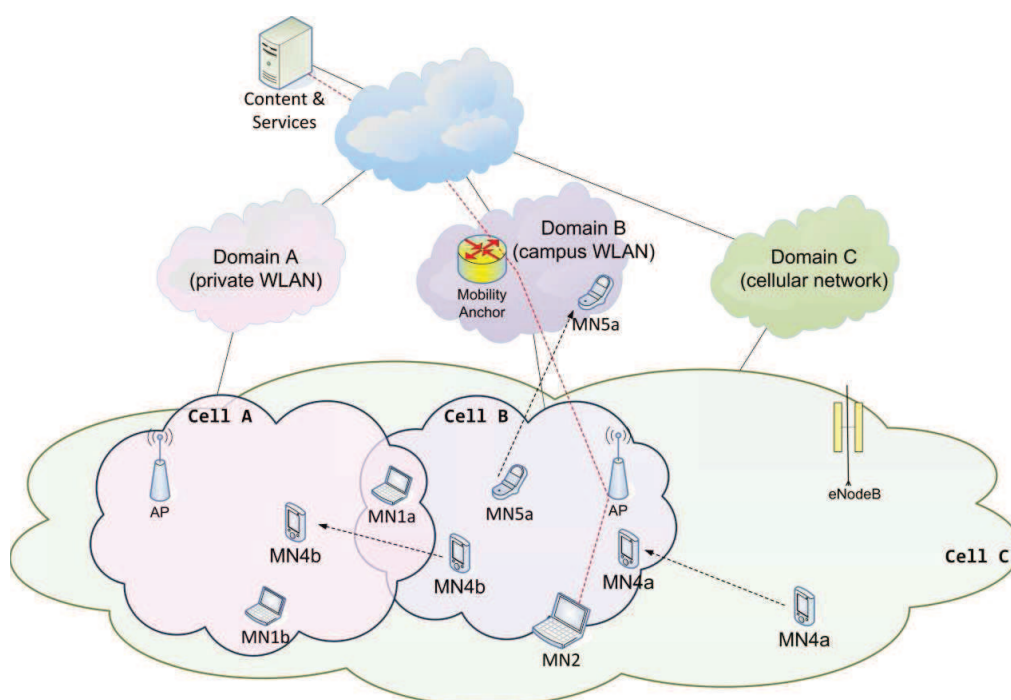 Content &
Services
Domain A
(private WLAN)
Domain B
(campus WLAN)
Mobility
Anchor
MN5a
Domain C
(cellular network)
Cell A
Cell B
AP
MN1a
MN5a
AP
eNodeB
MN4b
MN4b
MN4a
Cell C
MN1b
MN2
MN4a